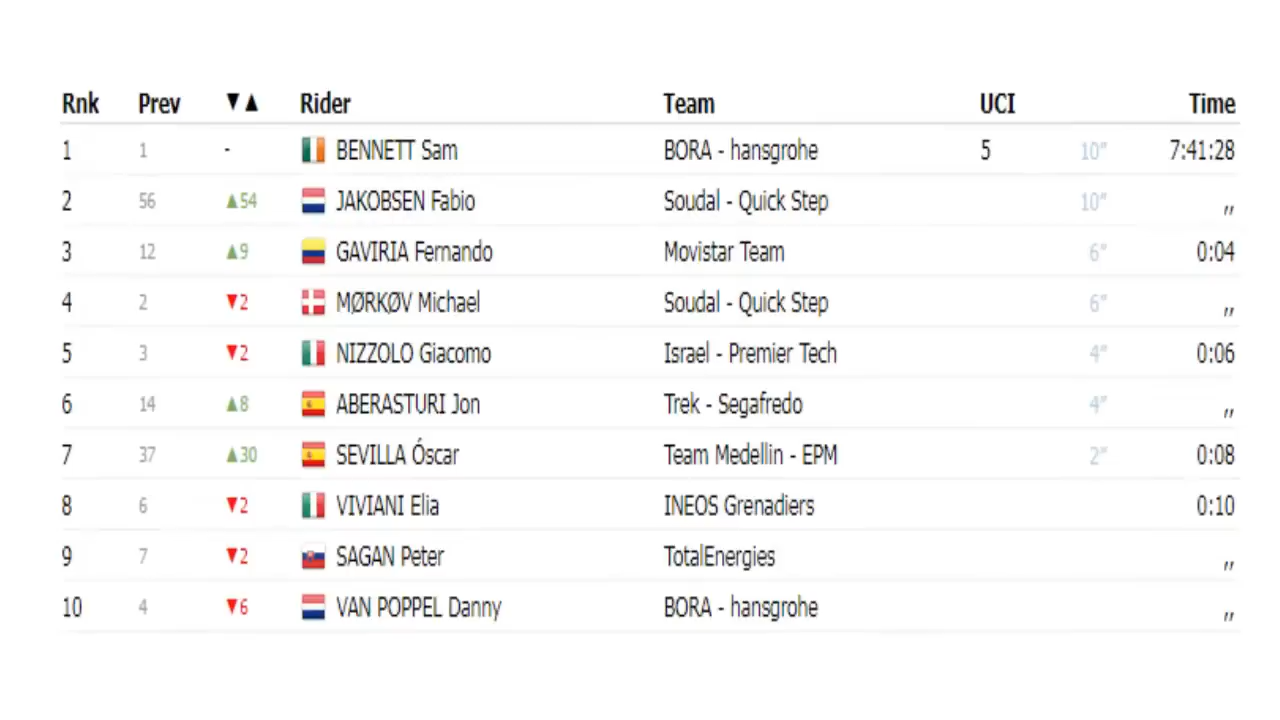 Rnk Prev ▼▲ Rider Team UCI Time
1 1 - BENNETT Sam BORA - hansgrohe 5 10″ 7:41:28
2 56 ▲54 JAKOBSEN Fabio Soudal - Quick Step 10″ ,,
3 12 ▲9 GAVIRIA Fernando Movistar Team 6″ 0:04
4 2 ▼2 MØRKØV Michael Soudal - Quick Step 6″ ,,
5 3 ▼2 NIZZOLO Giacomo Israel - Premier Tech 4″ 0:06
6 14 ▲8 ABERASTURI Jon Trek - Segafredo 4″ ,,
7 37 ▲30 SEVILLA Óscar Team Medellin - EPM 2″ 0:08
8 6 ▼2 VIVIANI Elia INEOS Grenadiers 0:10
9 7 ▼2 SAGAN Peter TotalEnergies ,,
10 4 ▼6 VAN POPPEL Danny BORA - hansgrohe ,,